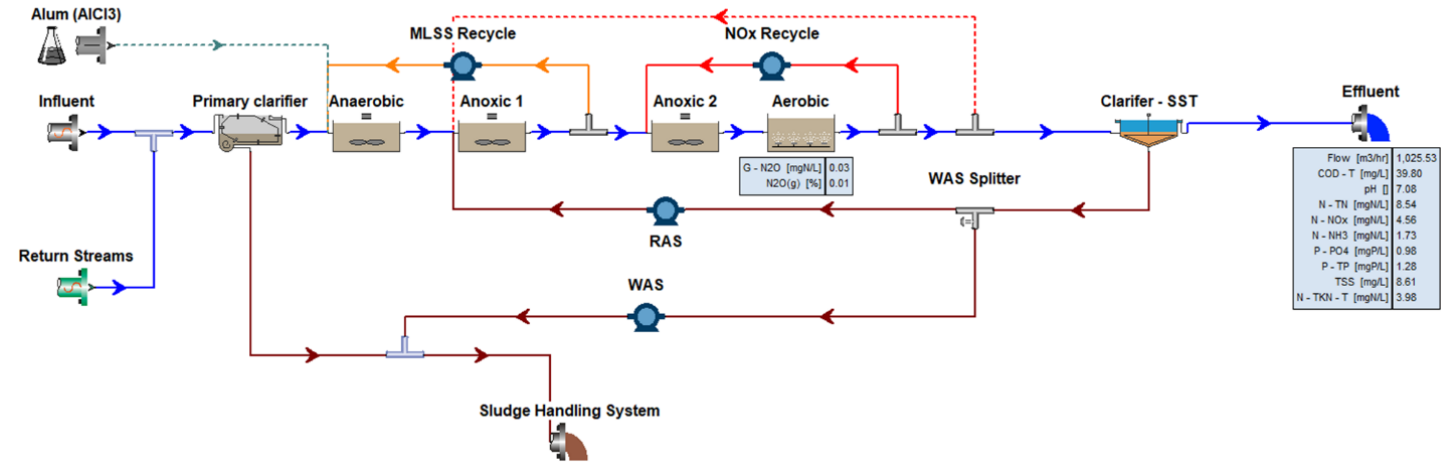 Alum (AlCl3)
MLSS Recycle
NOx Recycle
Influent
Primary clarifier
Anaerobic
Anoxic 1
Anoxic 2
Aerobic
Clarifer - SST
Effluent
G - N2O [mgN/L] 0.03
N2O(g) [%] 0.01
Flow [m3/hr] 1,025.53
COD - T [mg/L] 39.80
pH [] 7.08
N - TN [mgN/L] 8.54
N - NOx [mgN/L] 4.56
N - NH3 [mgN/L] 1.73
P - PO4 [mgP/L] 0.98
P - TP [mgP/L] 1.28
TSS [mg/L] 8.61
N - TKN - T [mgN/L] 3.98
WAS Splitter
RAS
Return Streams
WAS
Sludge Handling System